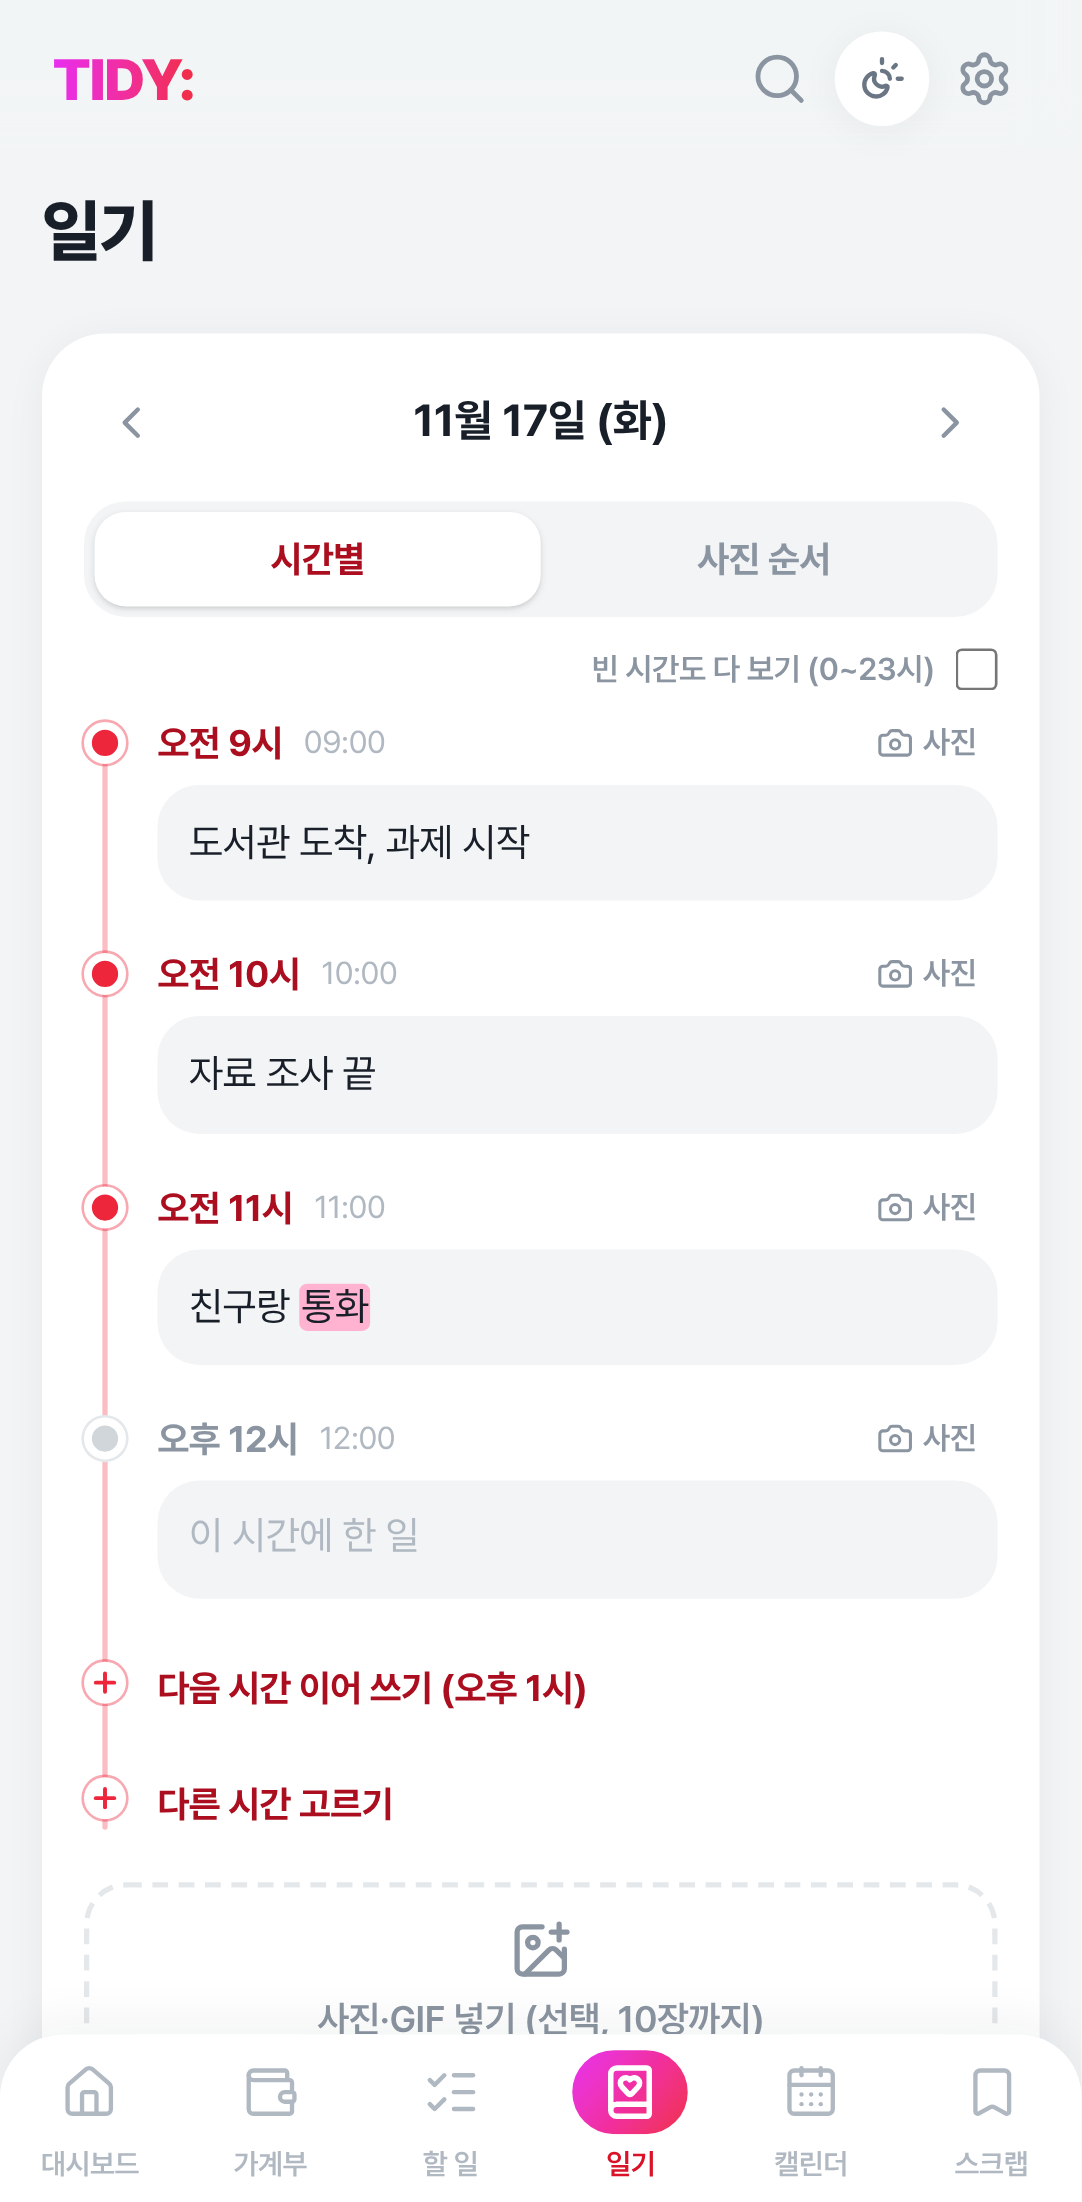 TIDY:
일기
11월 17일 (화)
시간별
사진 순서
빈 시간도 다 보기 (0~23시)
오전 9시 09:00 사진
도서관 도착, 과제 시작
오전 10시 10:00 사진
자료 조사 끝
오전 11시 11:00 사진
친구랑 통화
오후 12시 12:00 사진
이 시간에 한 일
다음 시간 이어 쓰기 (오후 1시)
다른 시간 고르기
사진·GIF 넣기 (선택, 10장까지)
대시보드
가계부
할 일
일기
캘린더
스크랩